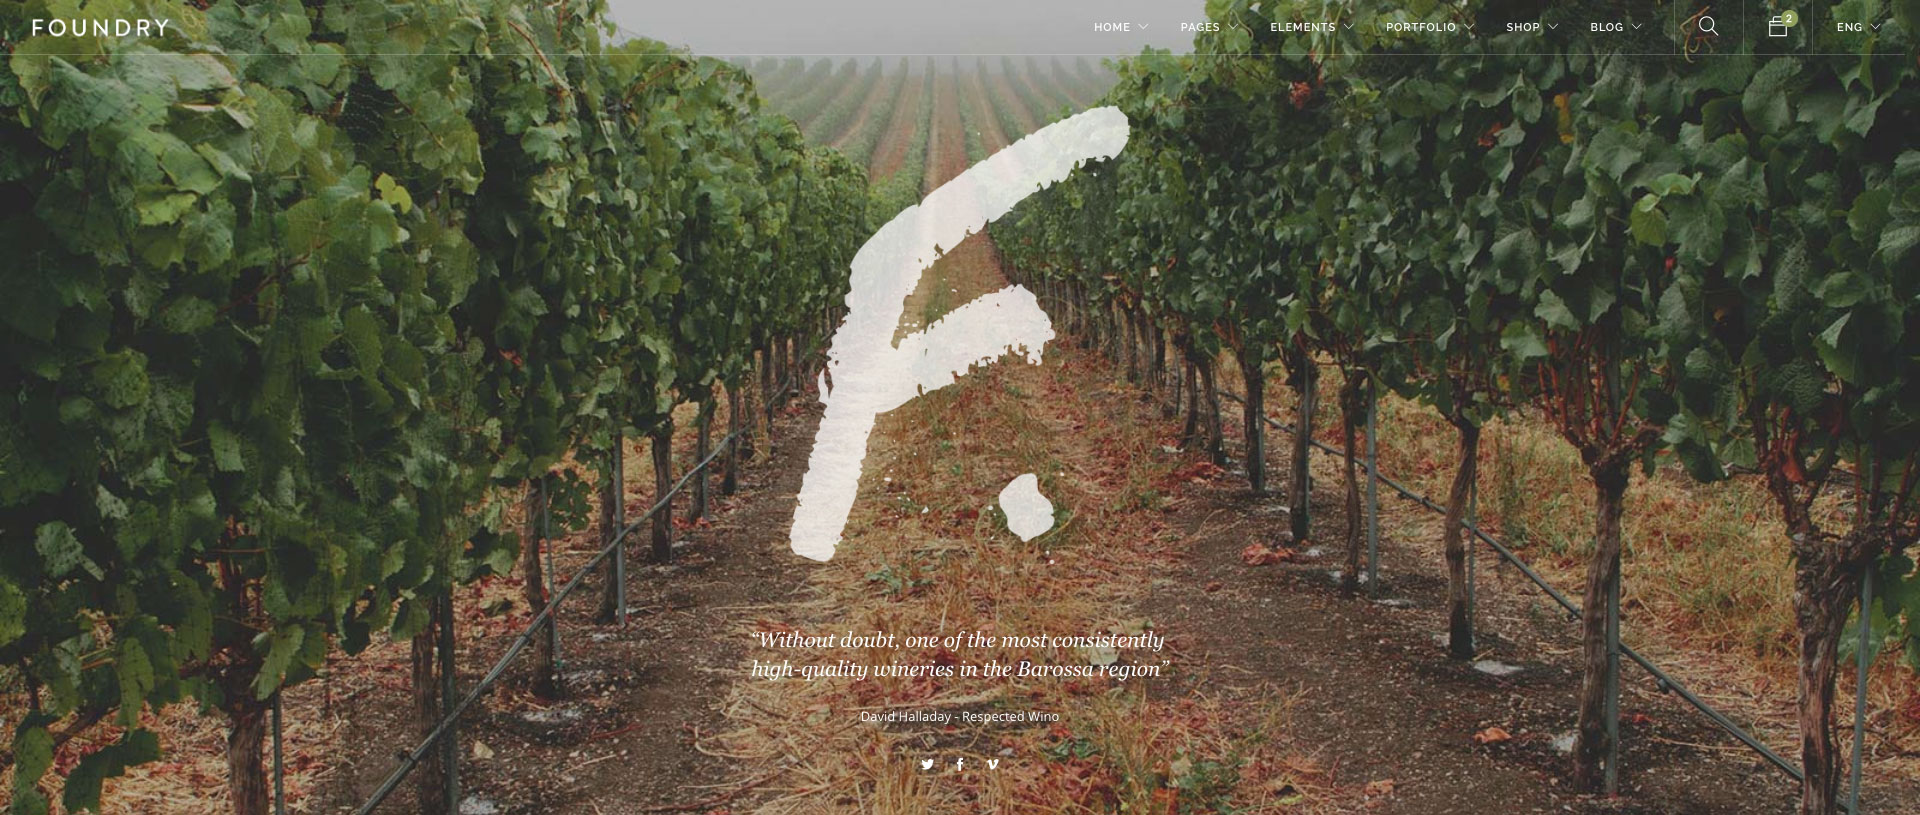 FOUNDRY
HOME PAGES ELEMENTS PORTFOLIO SHOP BLOG 2 ENG
F.
“Without doubt, one of the most consistently
high-quality wineries in the Barossa region”
David Halladay - Respected Wino